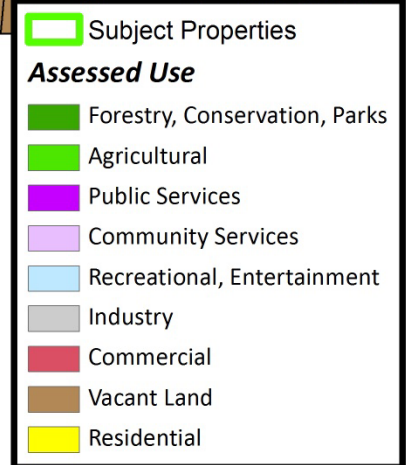 Subject Properties
Assessed Use
Forestry, Conservation, Parks
Agricultural
Public Services
Community Services
Recreational, Entertainment
Industry
Commercial
Vacant Land
Residential